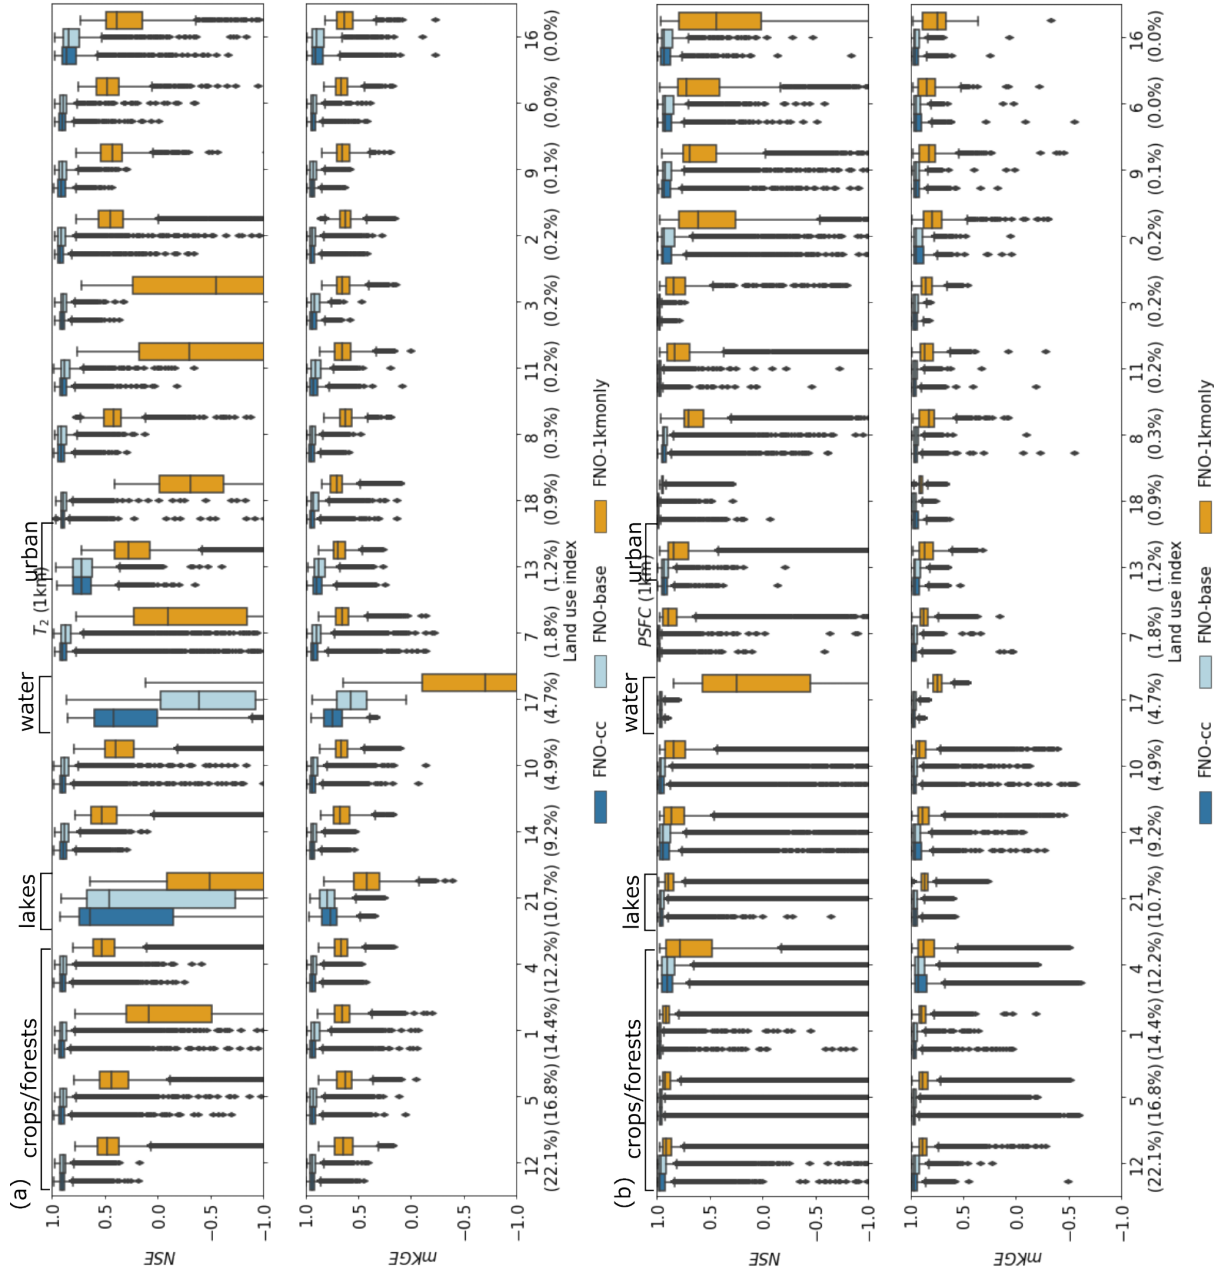 (a)
crops/forests
lakes
water
T₂ (1km)
urban
1.0
0.5
0.0
−0.5
−1.0
NSE
1.0
0.5
0.0
−0.5
−1.0
mKGE
12 5 1 4 21 14 10 17 7 13 18 8 11 3 2 9 6 16
(22.1%) (16.8%) (14.4%) (12.2%) (10.7%) (9.2%) (4.9%) (4.7%) (1.8%) (1.2%) (0.9%) (0.3%) (0.2%) (0.2%) (0.2%) (0.1%) (0.0%) (0.0%)
Land use index
FNO-cc FNO-base FNO-1kmonly
(b)
crops/forests
lakes
water
PSFC (1km)
urban
1.0
0.5
0.0
−0.5
−1.0
NSE
1.0
0.5
0.0
−0.5
−1.0
mKGE
12 5 1 4 21 14 10 17 7 13 18 8 11 3 2 9 6 16
(22.1%) (16.8%) (14.4%) (12.2%) (10.7%) (9.2%) (4.9%) (4.7%) (1.8%) (1.2%) (0.9%) (0.3%) (0.2%) (0.2%) (0.2%) (0.1%) (0.0%) (0.0%)
Land use index
FNO-cc FNO-base FNO-1kmonly